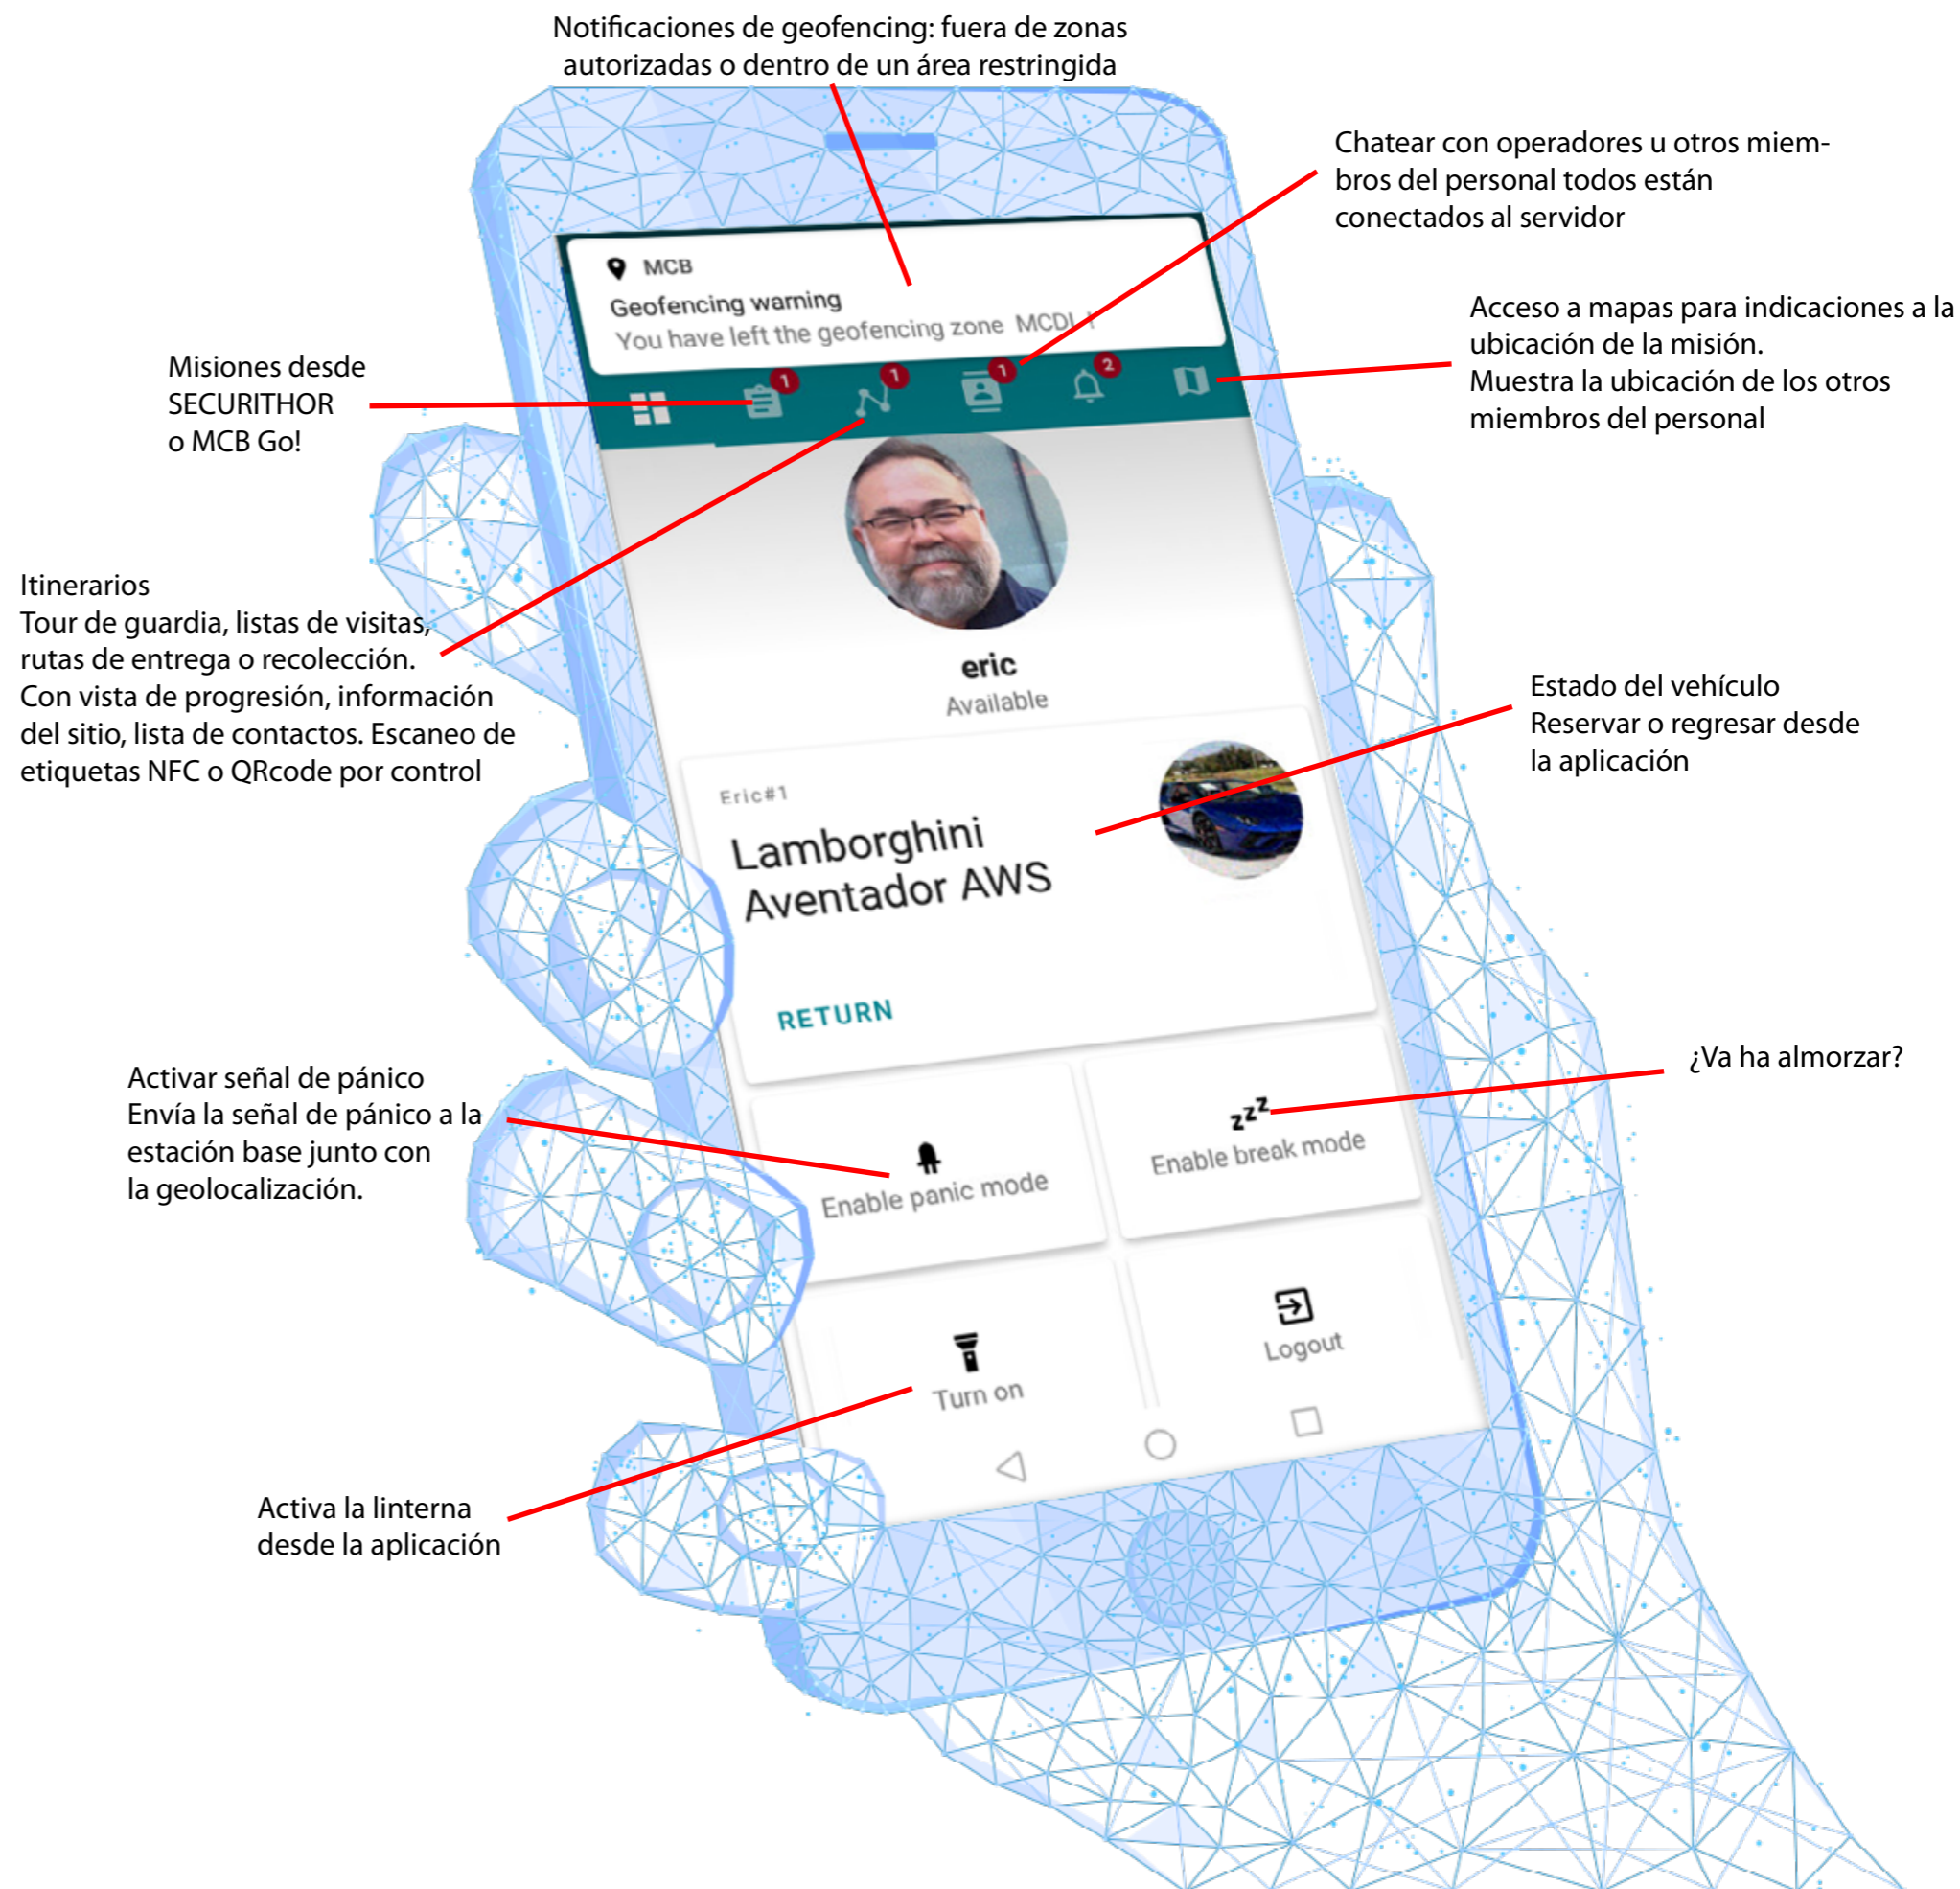 Notificaciones de geofencing: fuera de zonas
autorizadas o dentro de un área restringida
Chatear con operadores u otros miem-
bros del personal todos están
conectados al servidor
Acceso a mapas para indicaciones a la
ubicación de la misión.
Muestra la ubicación de los otros
miembros del personal
Misiones desde
SECURITHOR
o MCB Go!
Itinerarios
Tour de guardia, listas de visitas,
rutas de entrega o recolección.
Con vista de progresión, información
del sitio, lista de contactos. Escaneo de
etiquetas NFC o QRcode por control
Estado del vehículo
Reservar o regresar desde
la aplicación
¿Va ha almorzar?
Activar señal de pánico
Envía la señal de pánico a la
estación base junto con
la geolocalización.
Activa la linterna
desde la aplicación
MCB
Geofencing warning
You have left the geofencing zone
1 1 1 2
eric
Available
Eric#1
Lamborghini
Aventador AWS
RETURN
Enable panic mode
zzz
Enable break mode
Turn on
Logout